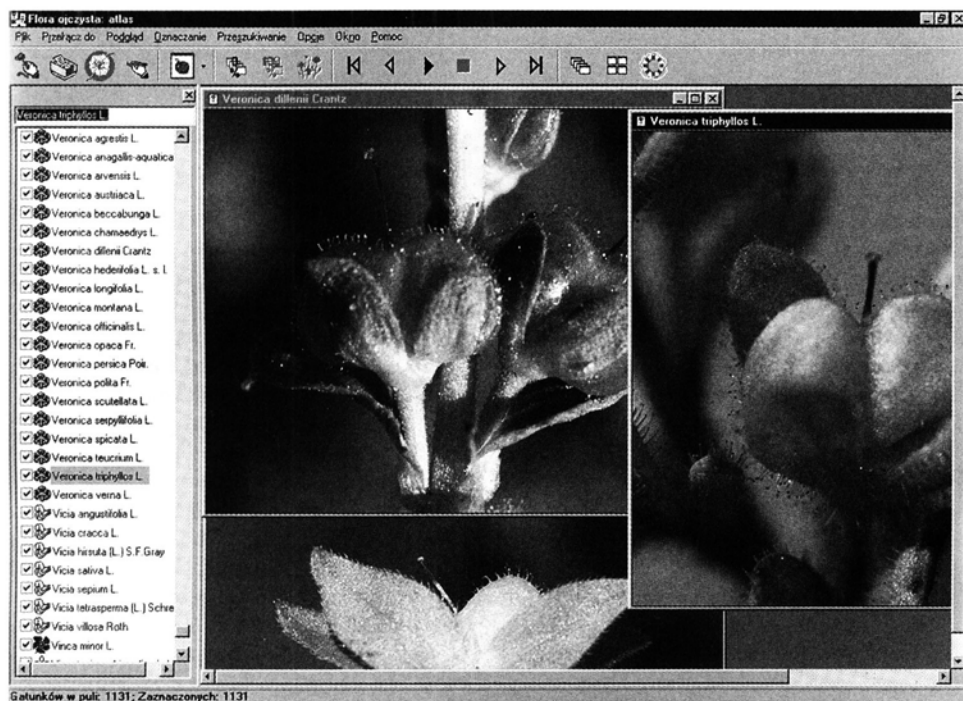 Flora ojczysta: atlas
Plik Przełącz do Podgląd Oznaczanie Przeszukiwanie Opcje Okno Pomoc
Veronica triphyllos L.
Veronica agrestis L.
Veronica anagalis-aquatica
Veronica arvensis L.
Veronica austriaca L.
Veronica beccabunga L.
Veronica chamaedrys L.
Veronica dillenii Crantz
Veronica hederifolia L. s. l.
Veronica longifolia L.
Veronica montana L.
Veronica officinalis L.
Veronica opaca Fr.
Veronica persica Poir.
Veronica polita Fr.
Veronica scutellata L.
Veronica serpyllifolia L.
Veronica spicata L.
Veronica teucrium L.
Veronica triphyllos L.
Veronica verna L.
Vicia angustifolia L.
Vicia cracca L.
Vicia hirsuta (L.) S.F.Gray
Vicia sativa L.
Vicia sepium L.
Vicia tetrasperma (L.) Schre
Vicia villosa Roth
Vinca minor L.
Veronica dillenii Crantz
Veronica triphyllos L.
Gatunków w puli: 1131; Zaznaczonych: 1131